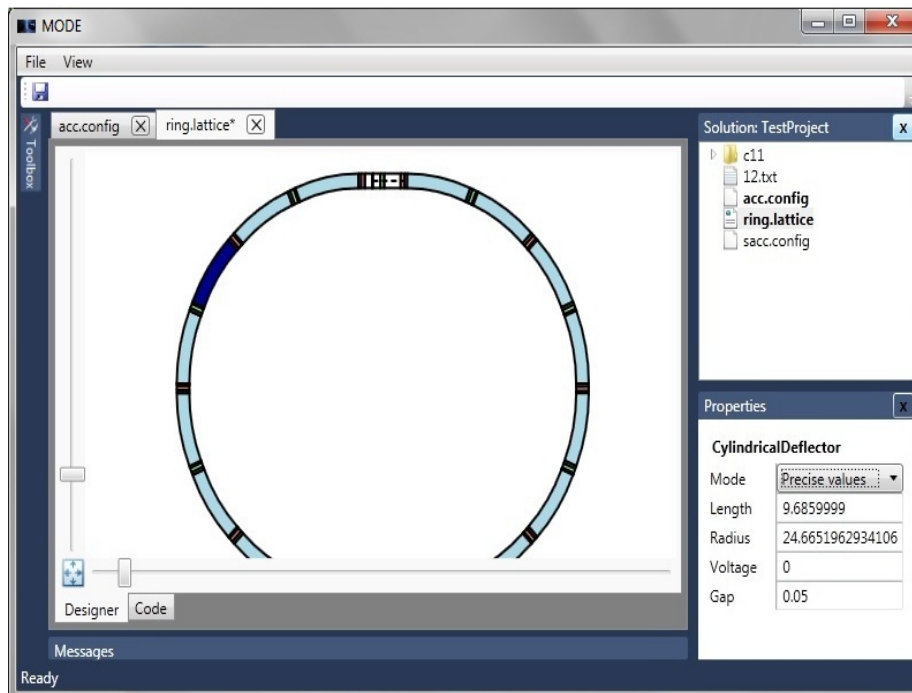 MODE
File View
Toolbox
acc.config X ring.lattice* X
Solution: TestProject x
c11
12.txt
acc.config
ring.lattice
sacc.config
Properties x
CylindricalDeflector
Mode Precise values
Length 9.6859999
Radius 24.6651962934106
Voltage 0
Gap 0.05
Designer Code
Messages
Ready